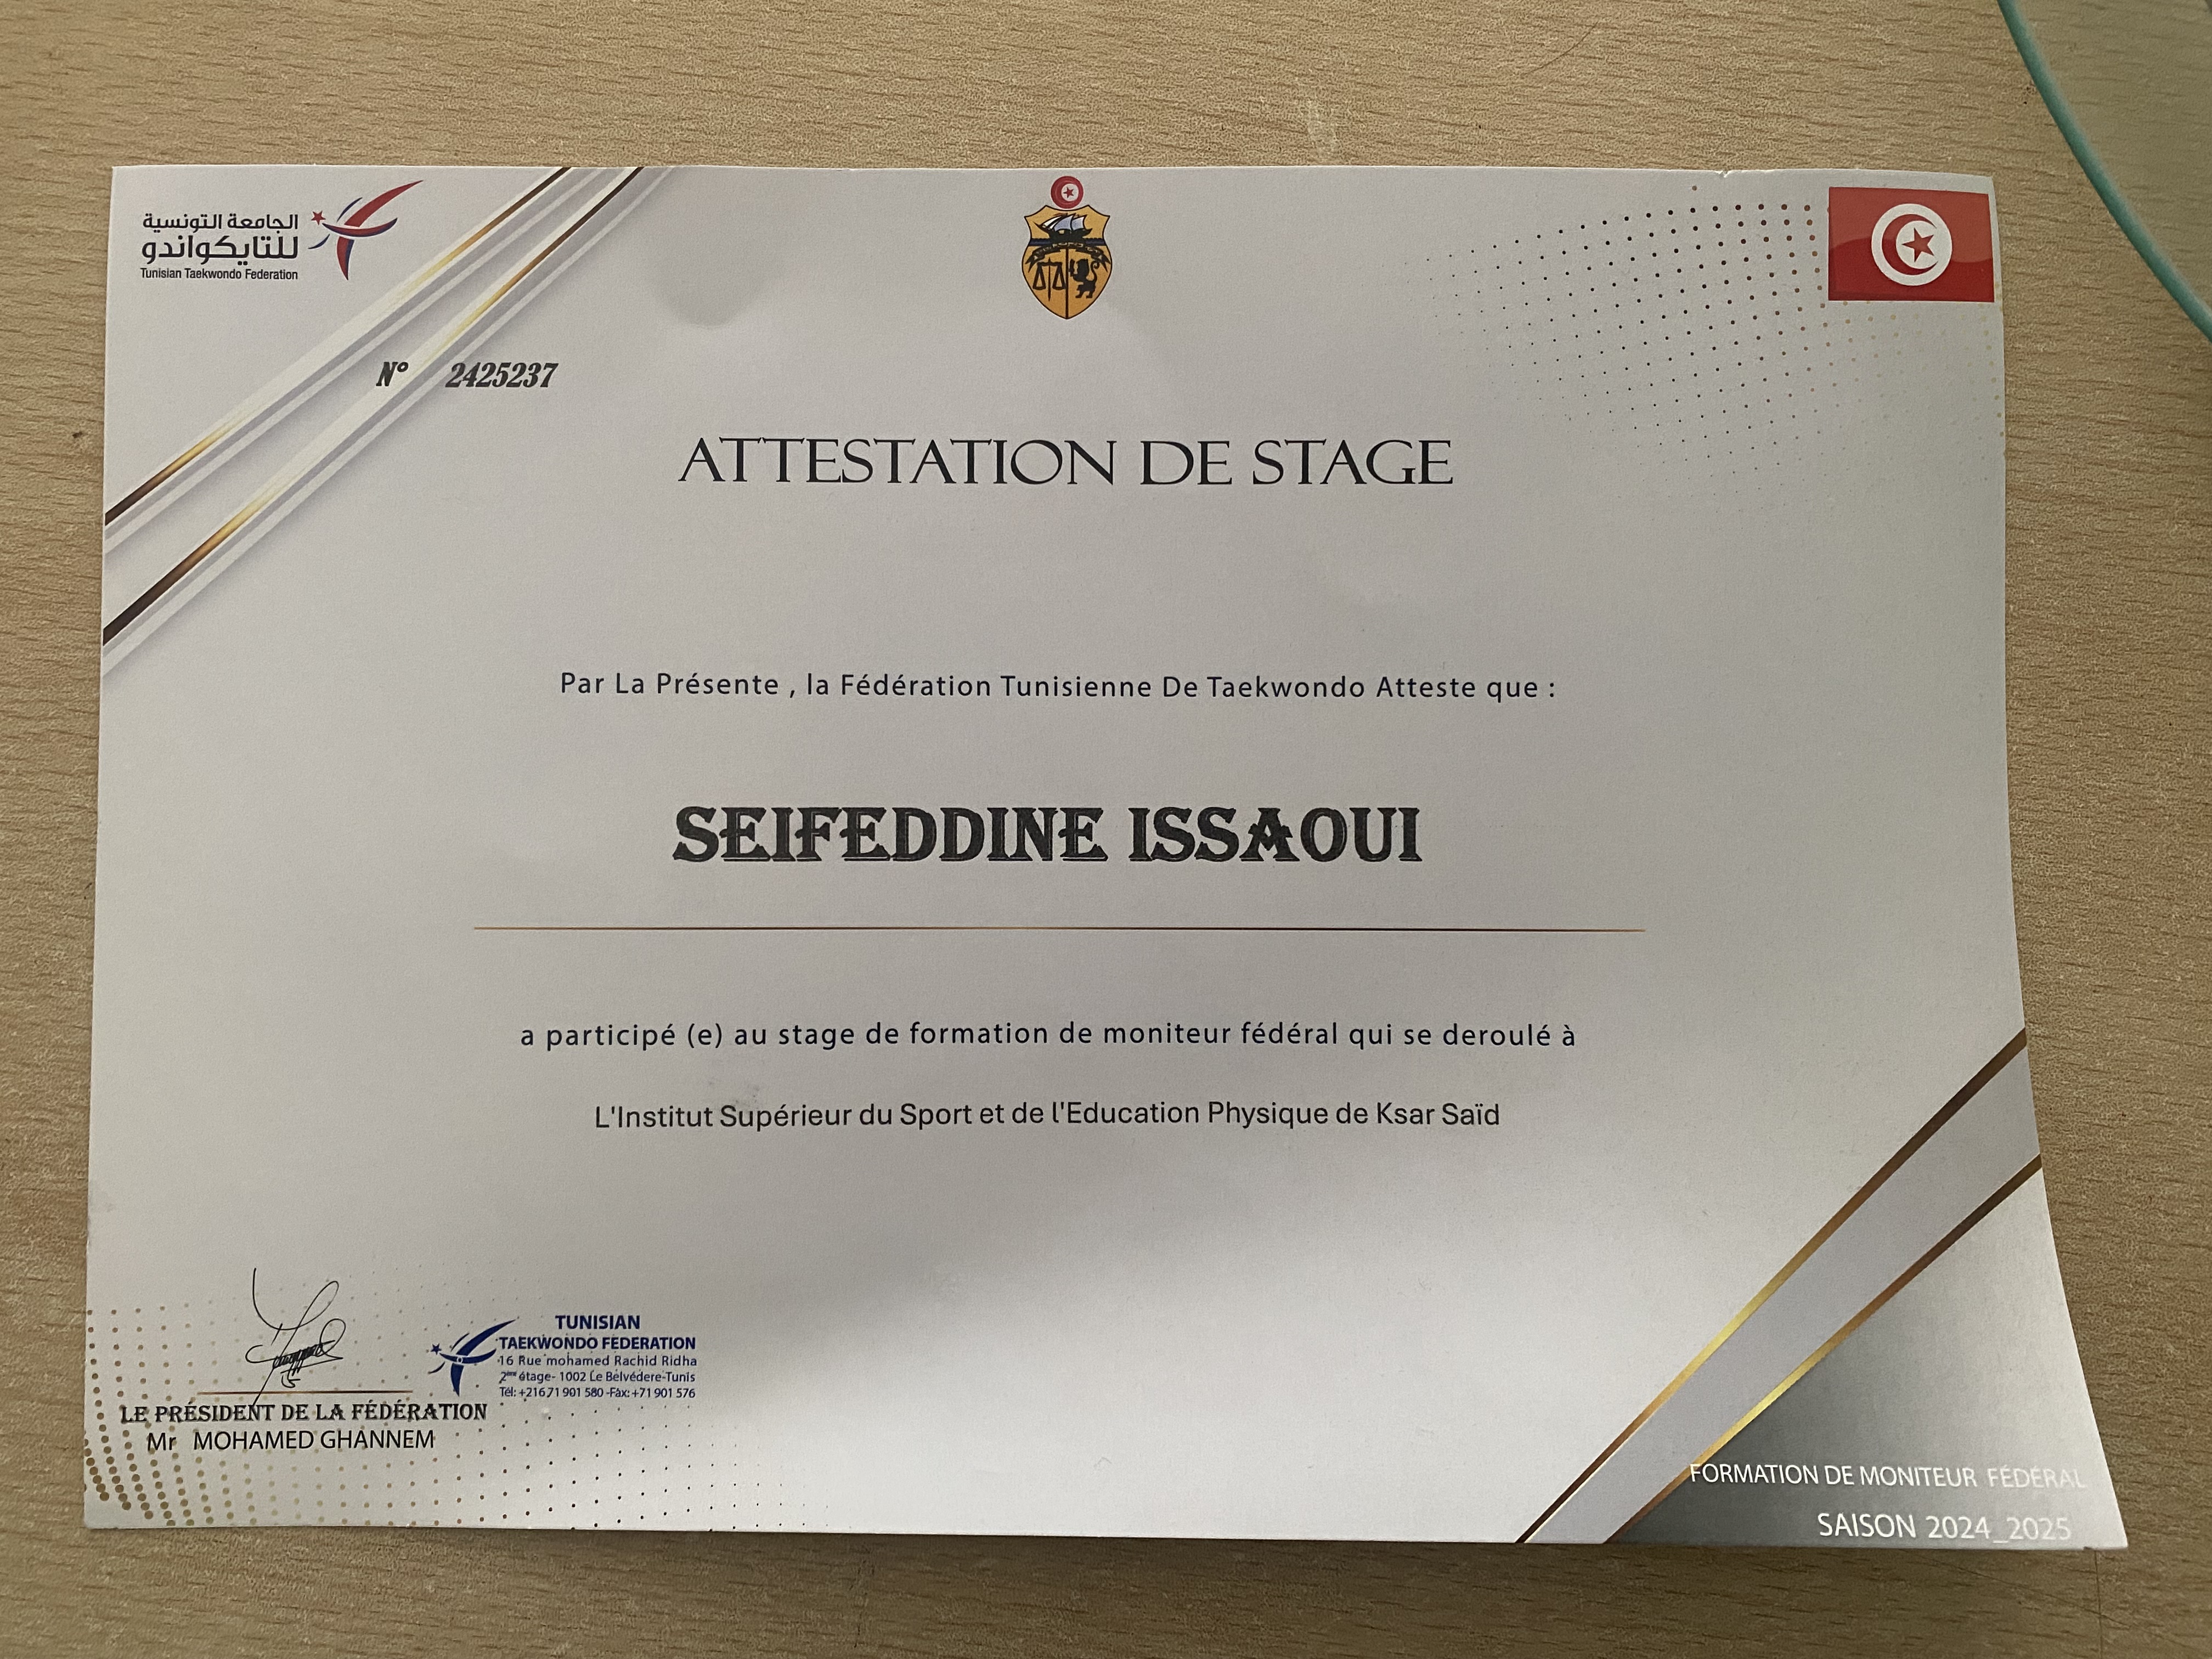 الجامعة التونسية
للتايكواندو
Tunisian Taekwondo Federation
N° 2425237
ATTESTATION DE STAGE
Par La Présente , la Fédération Tunisienne De Taekwondo Atteste que :
SEIFEDDINE ISSAOUI
a participé (e) au stage de formation de moniteur fédéral qui se deroulé à
L'Institut Supérieur du Sport et de l'Education Physique de Ksar Saïd
TUNISIAN
TAEKWONDO FEDERATION
16 Rue mohamed Rachid Ridha
2ème étage- 1002 Le Belvédere-Tunis
Tél: +216 71 901 580 -Fax: +71 901 576
LE PRÉSIDENT DE LA FÉDÉRATION
Mr MOHAMED GHANNEM
FORMATION DE MONITEUR FÉDÉRAL
SAISON 2024_2025